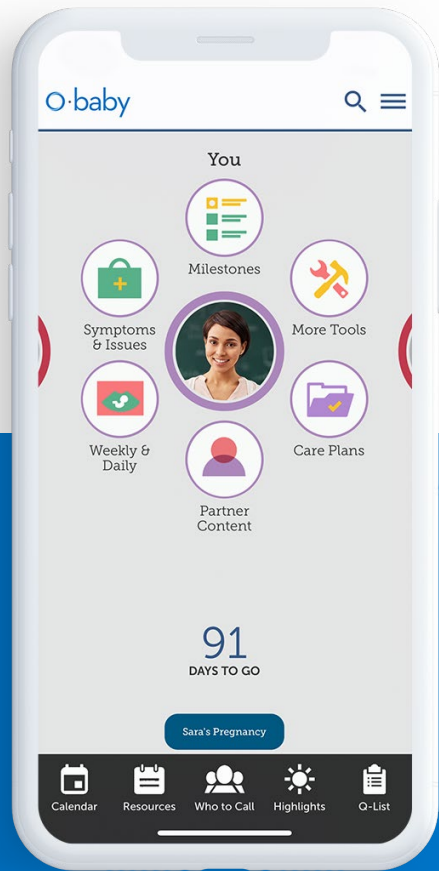 O·baby
You
Milestones
Symptoms
& Issues
More Tools
Weekly &
Daily
Care Plans
Partner
Content
91
DAYS TO GO
Sara's Pregnancy
Calendar
Resources
Who to Call
Highlights
Q-List